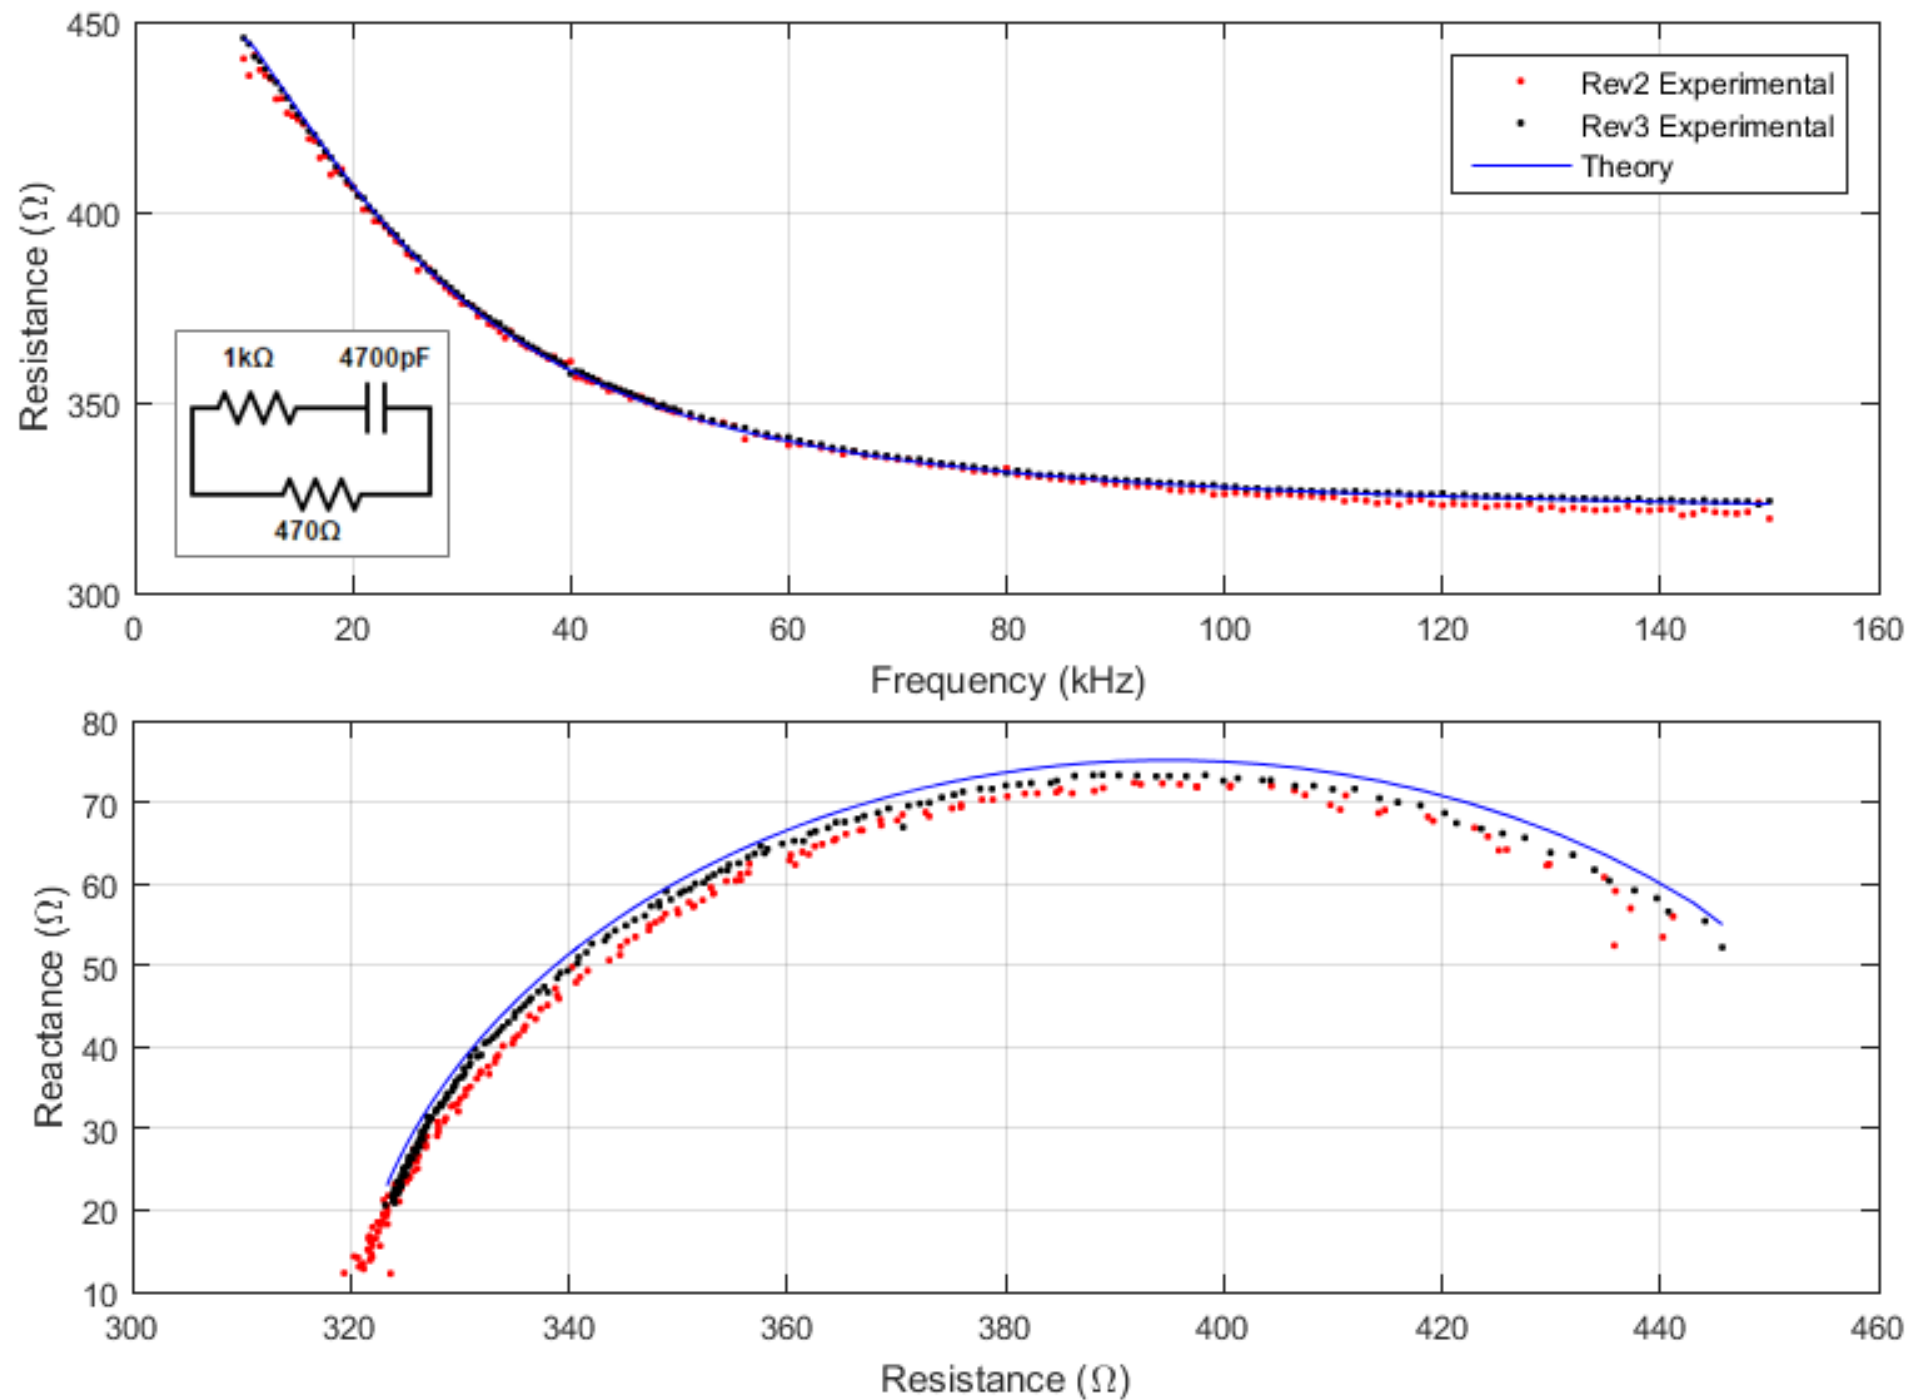 450
400
350
300
Resistance (Ω)
Rev2 Experimental
Rev3 Experimental
Theory
1kΩ 4700pF
470Ω
0 20 40 60 80 100 120 140 160
Frequency (kHz)
80
70
60
50
40
30
20
10
Reactance (Ω)
300 320 340 360 380 400 420 440 460
Resistance (Ω)